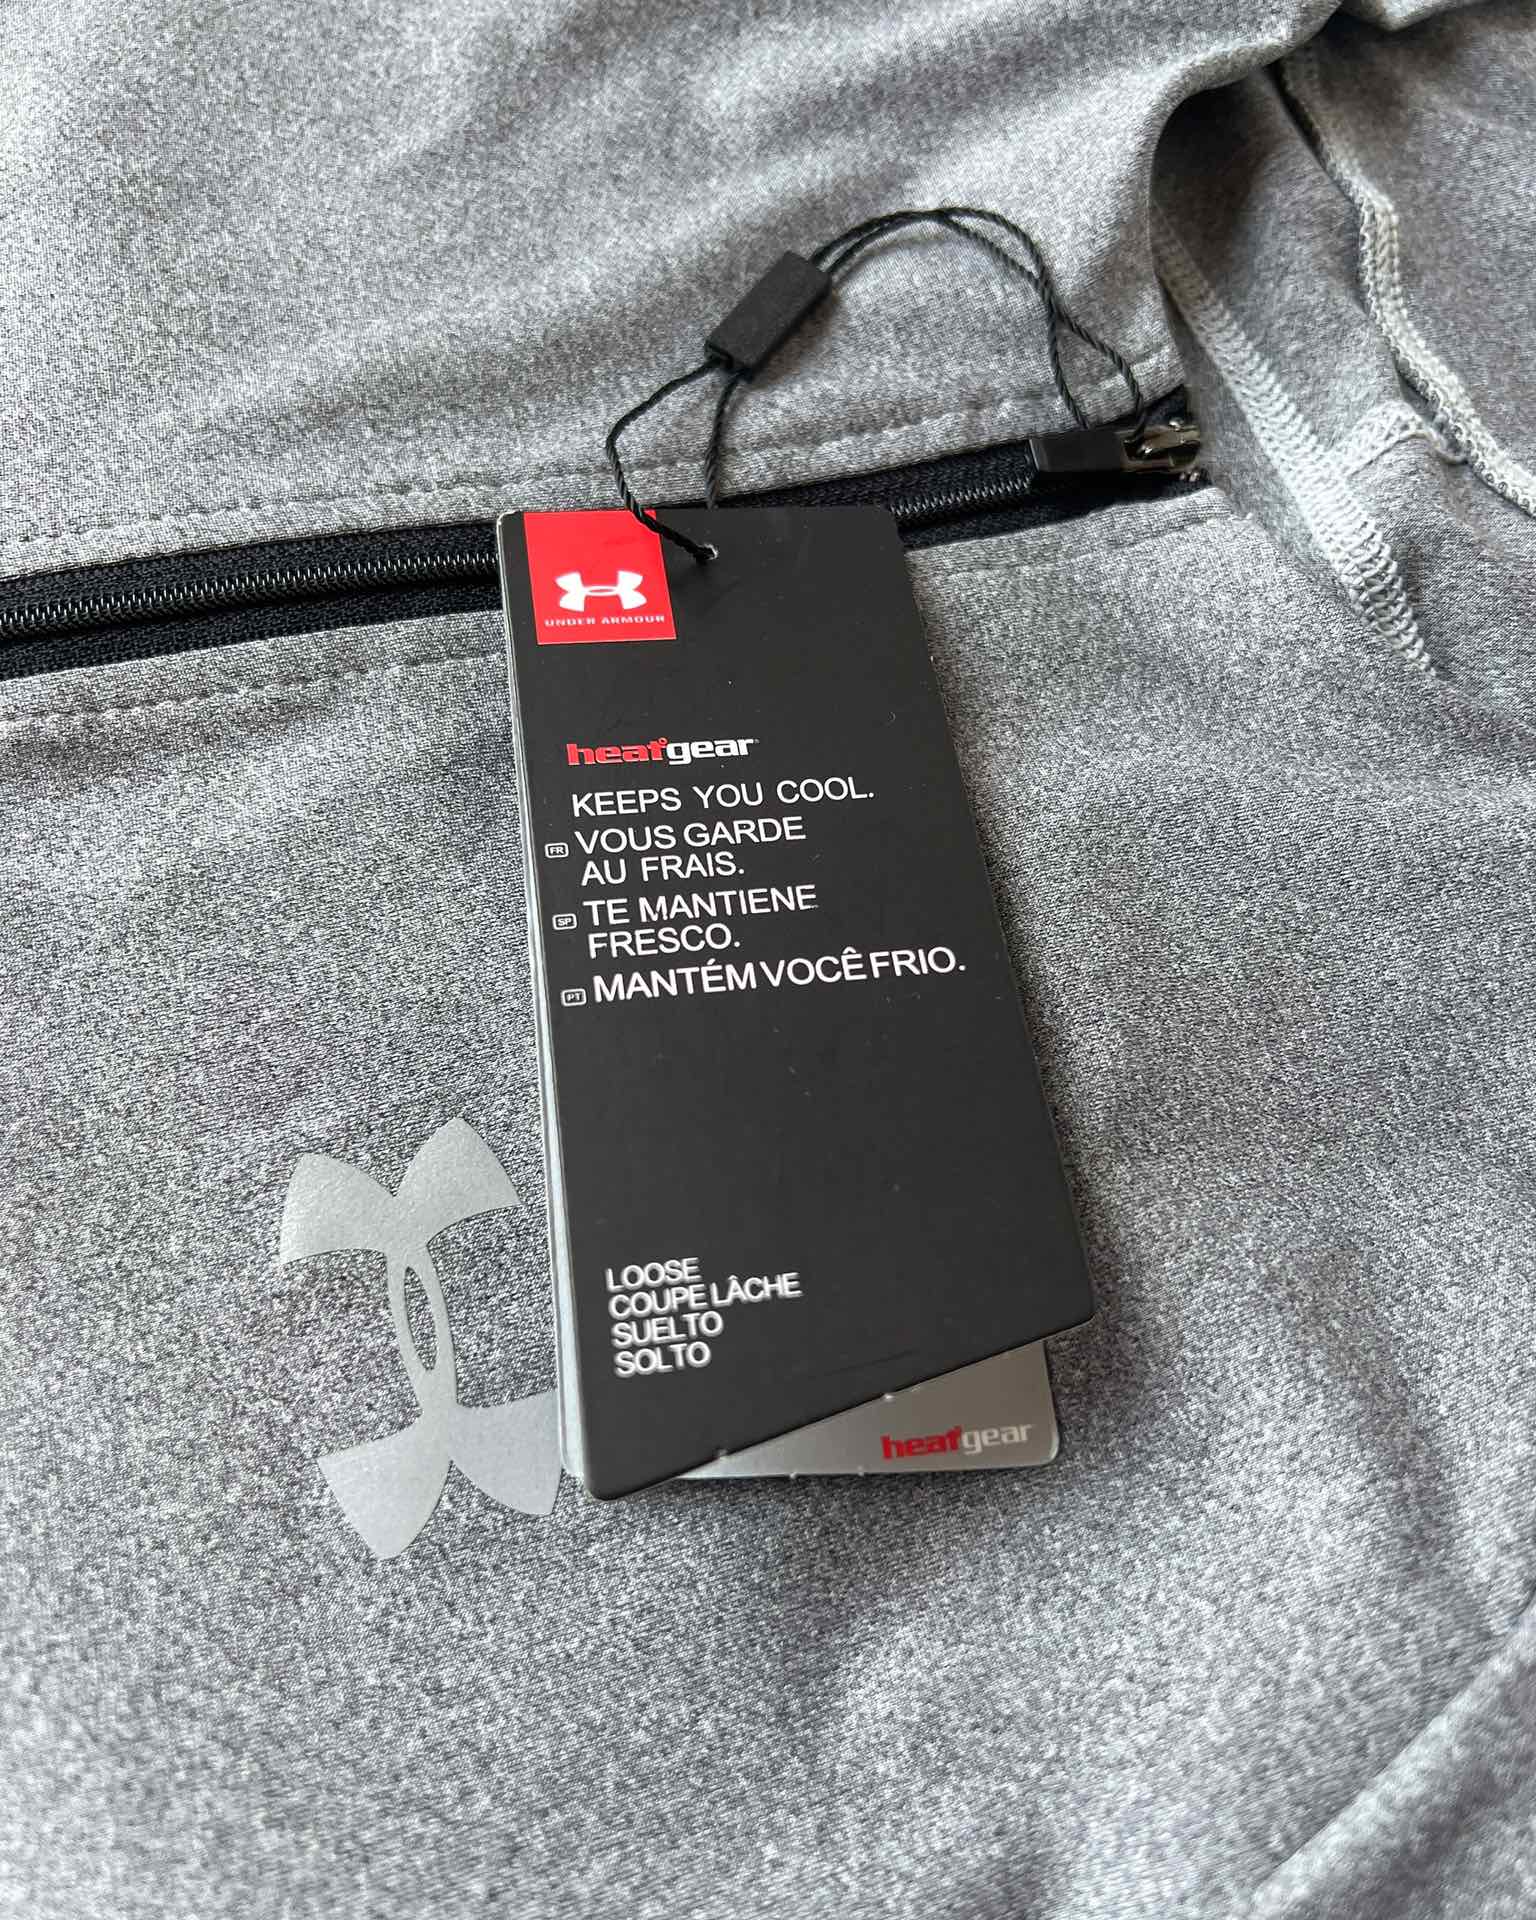 UNDER ARMOUR
heatgear
KEEPS YOU COOL.
FR VOUS GARDE
AU FRAIS.
SP TE MANTIENE
FRESCO.
PT MANTÉM VOCÊ FRIO.
LOOSE
COUPE LÂCHE
SUELTO
SOLTO
heatgear